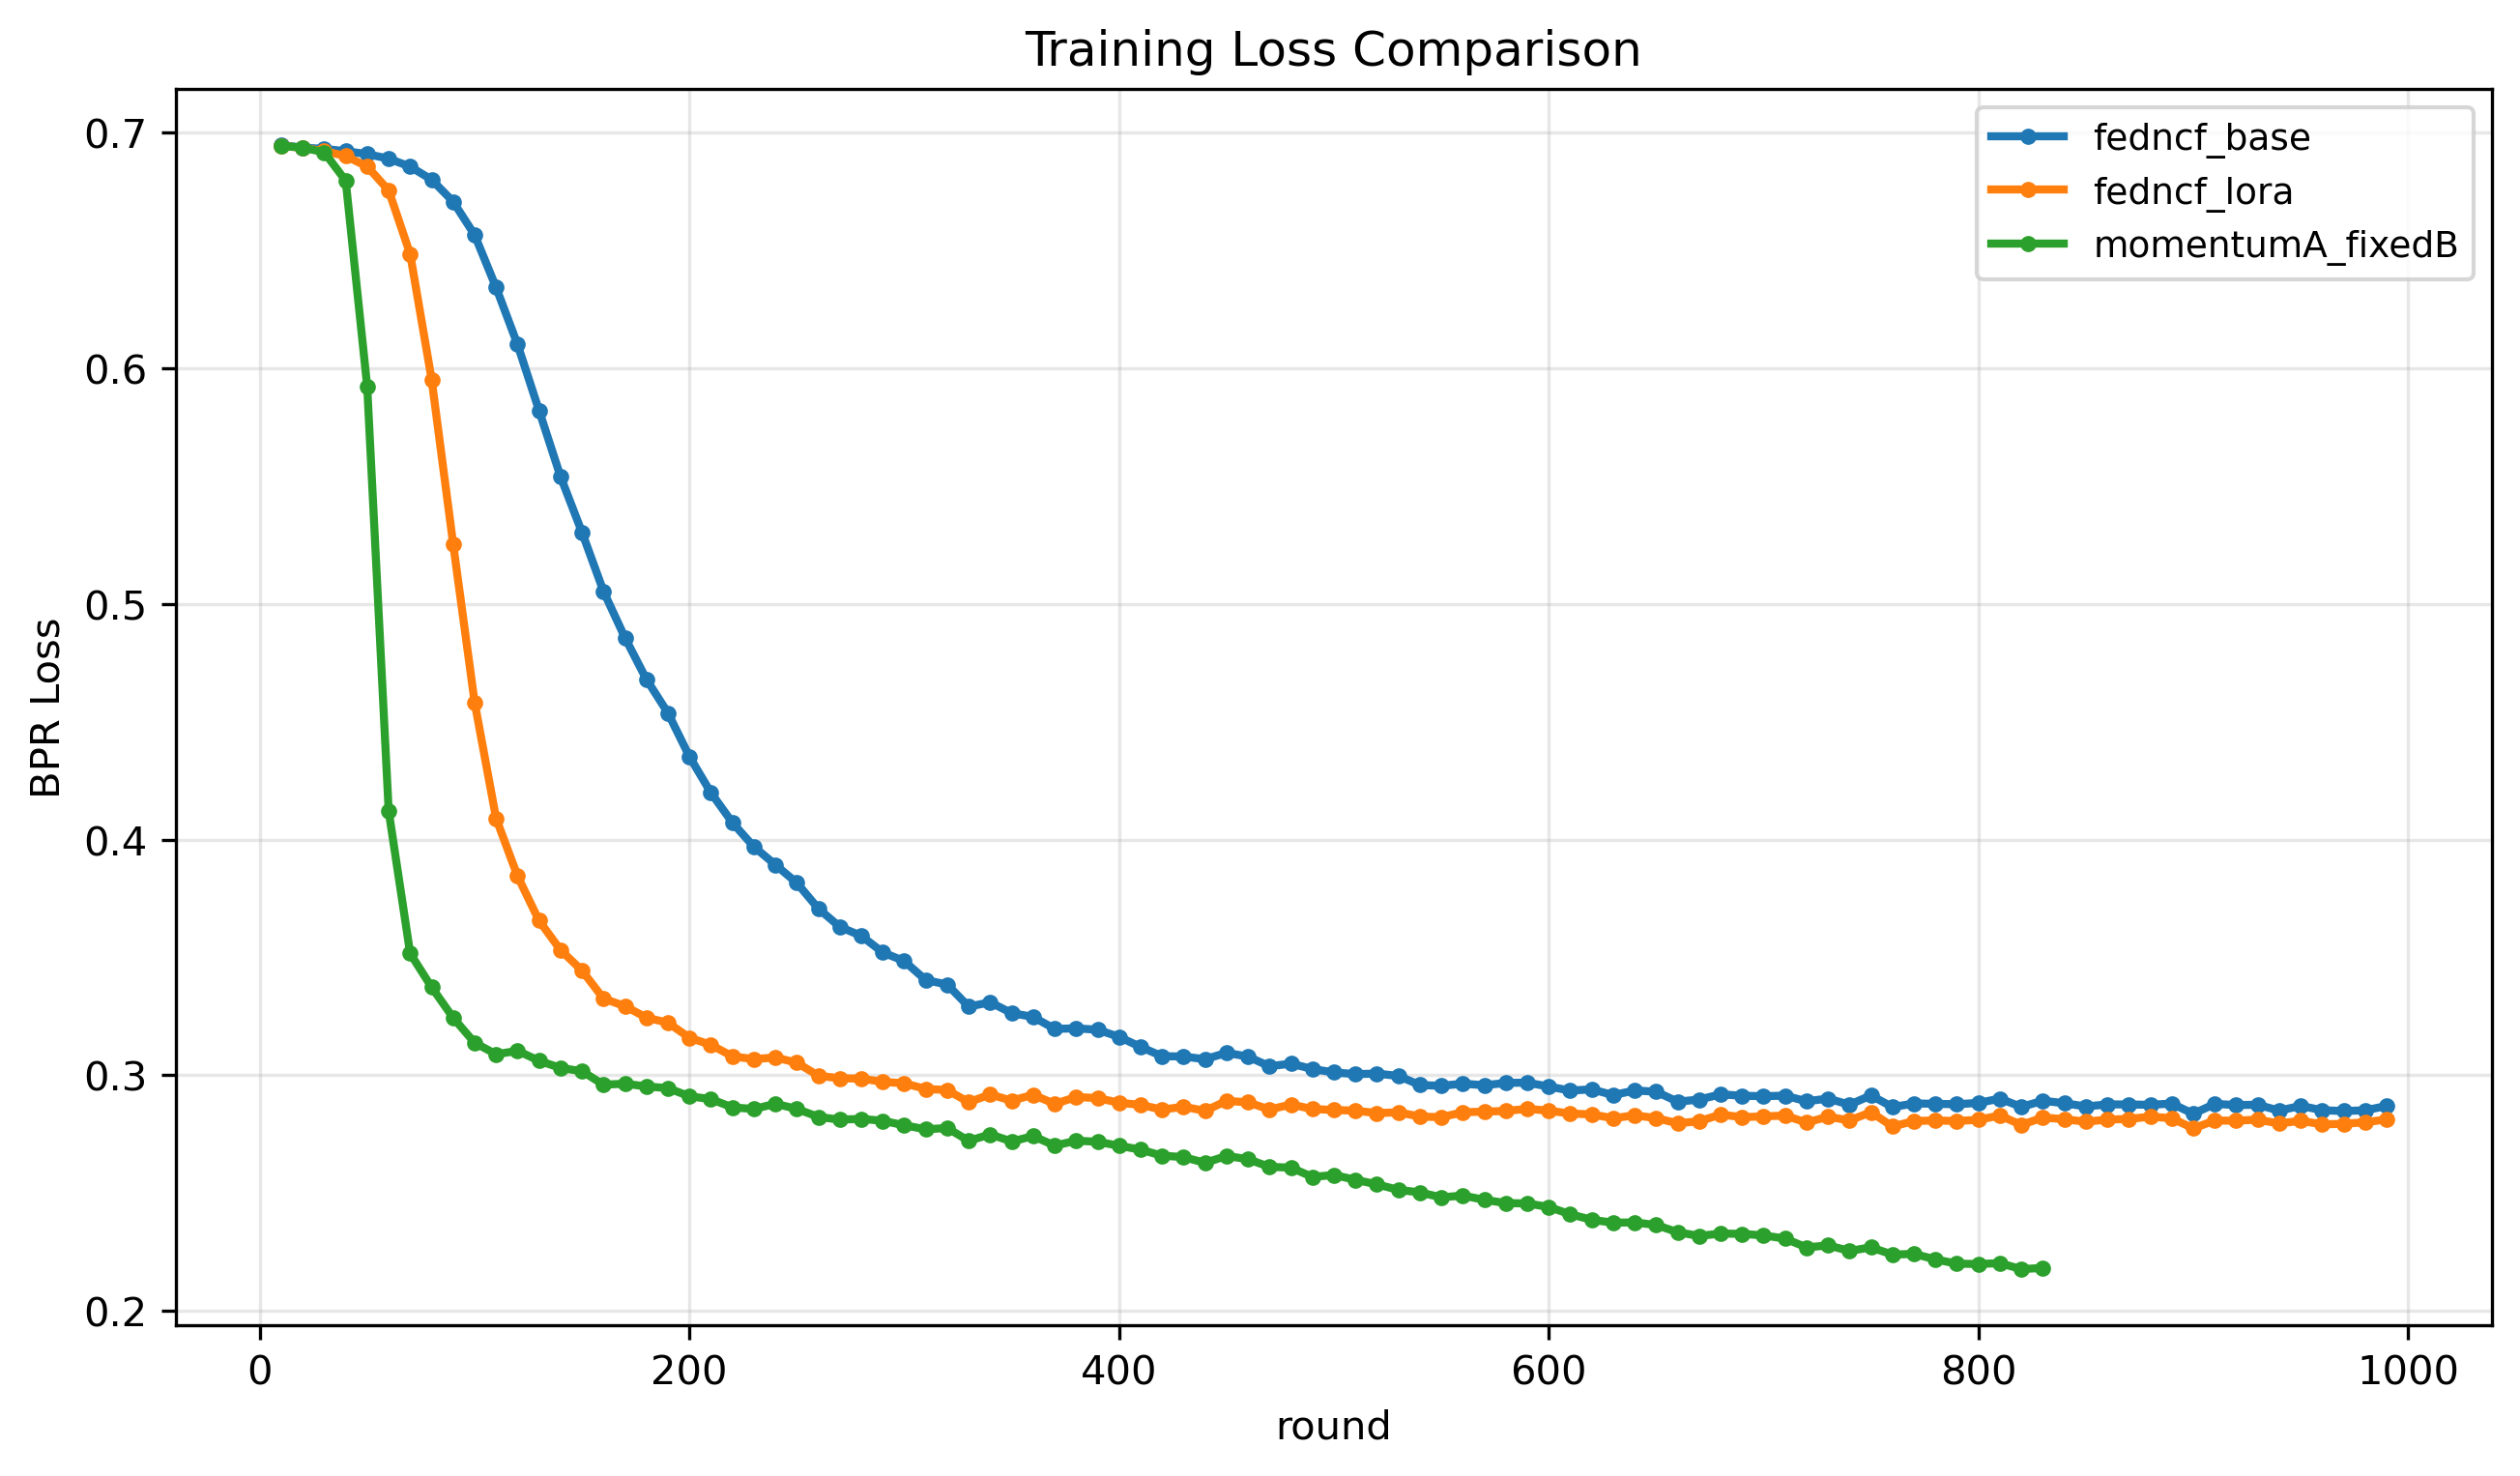 Training Loss Comparison
fedncf_base
fedncf_lora
momentumA_fixedB
BPR Loss
0.7
0.6
0.5
0.4
0.3
0.2
0 200 400 600 800 1000
round